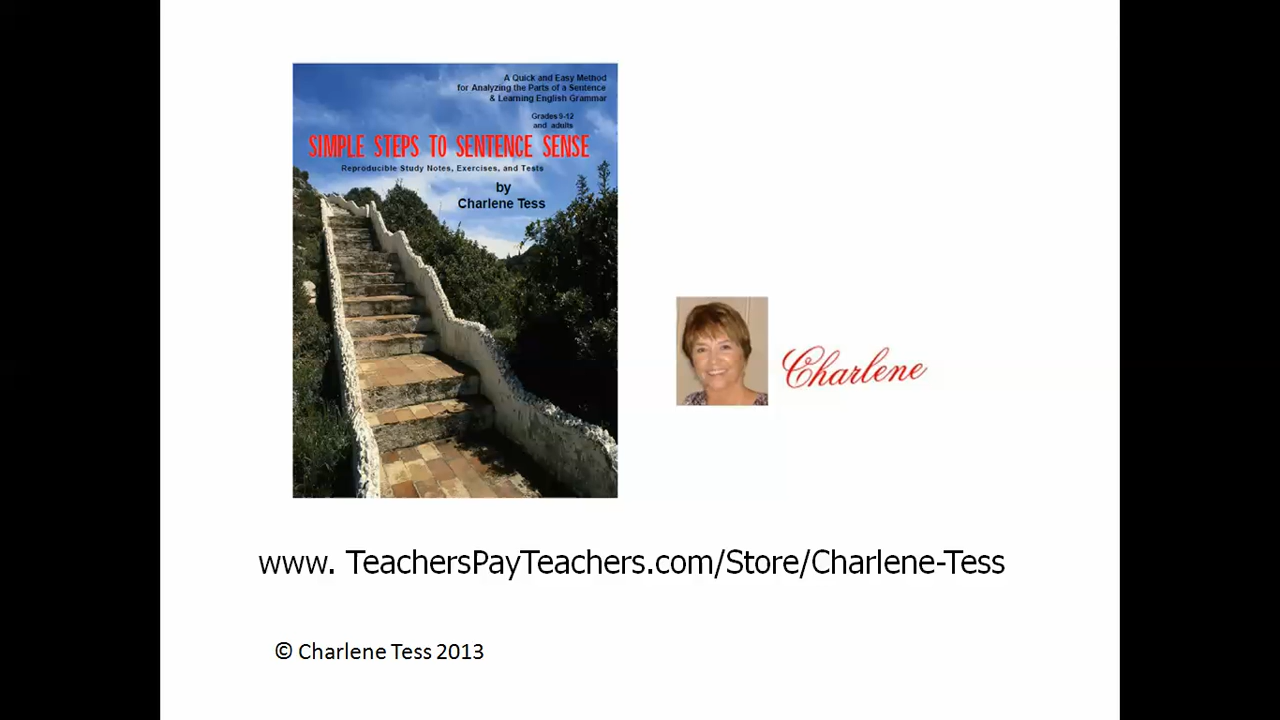 A Quick and Easy Method
for Analyzing the Parts of a Sentence
& Learning English Grammar
Grades 9-12
and adults
SIMPLE STEPS TO SENTENCE SENSE
Reproducible Study Notes, Exercises, and Tests
by
Charlene Tess
Charlene
www. TeachersPayTeachers.com/Store/Charlene-Tess
© Charlene Tess 2013